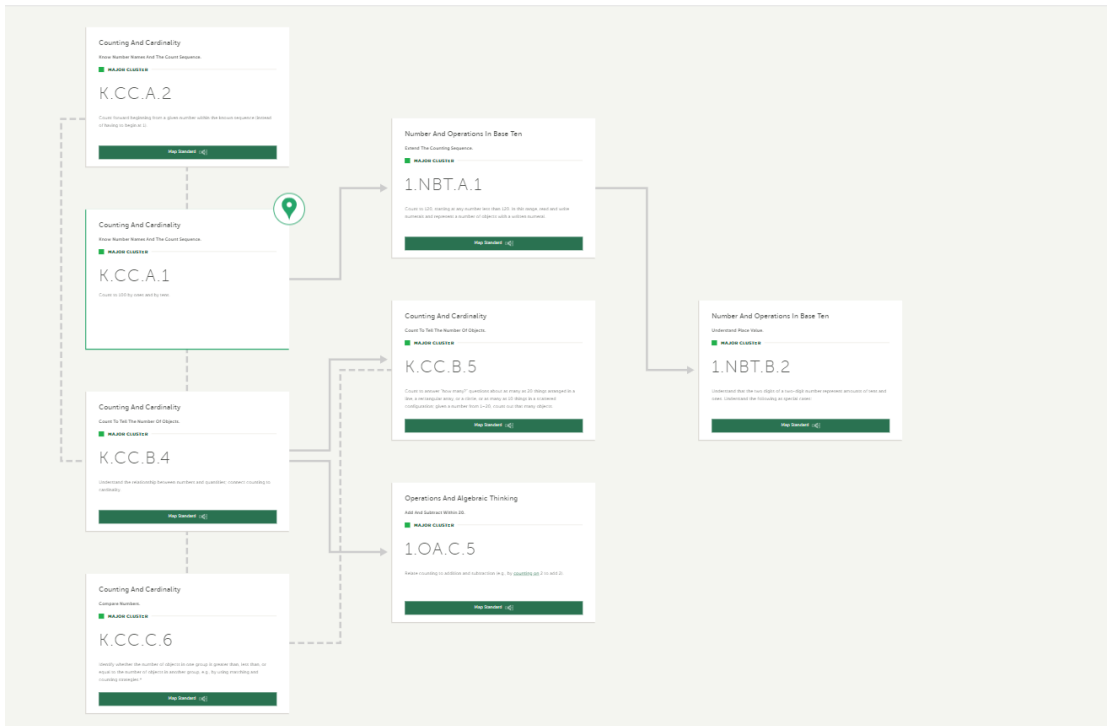 Counting And Cardinality
Know Number Names And The Count Sequence.
MAJOR CLUSTER
K.CC.A.2
Count forward beginning from a given number within the known sequence (instead
of having to begin at 1).
Map Standard
Counting And Cardinality
Know Number Names And The Count Sequence.
MAJOR CLUSTER
K.CC.A.1
Count to 100 by ones and by tens.
Counting And Cardinality
Count To Tell The Number Of Objects.
MAJOR CLUSTER
K.CC.B.4
Understand the relationship between numbers and quantities; connect counting to
cardinality.
Map Standard
Counting And Cardinality
Compare Numbers.
MAJOR CLUSTER
K.CC.C.6
Identify whether the number of objects in one group is greater than, less than, or
equal to the number of objects in another group, e.g., by using matching and
counting strategies.
Map Standard
Number And Operations In Base Ten
Extend The Counting Sequence.
MAJOR CLUSTER
1.NBT.A.1
Count to 120, starting at any number less than 120. In this range, read and write
numerals and represent a number of objects with a written numeral.
Map Standard
Counting And Cardinality
Count To Tell The Number Of Objects.
MAJOR CLUSTER
K.CC.B.5
Count to answer "how many?" questions about as many as 20 things arranged in a
line, a rectangular array, or a circle, or as many as 10 things in a scattered
configuration; given a number from 1–20, count out that many objects.
Map Standard
Operations And Algebraic Thinking
Add And Subtract Within 20.
MAJOR CLUSTER
1.OA.C.5
Relate counting to addition and subtraction (e.g., by counting on 2 to add 2).
Map Standard
Number And Operations In Base Ten
Understand Place Value.
MAJOR CLUSTER
1.NBT.B.2
Understand that the two digits of a two-digit number represent amounts of tens and
ones. Understand the following as special cases:
Map Standard